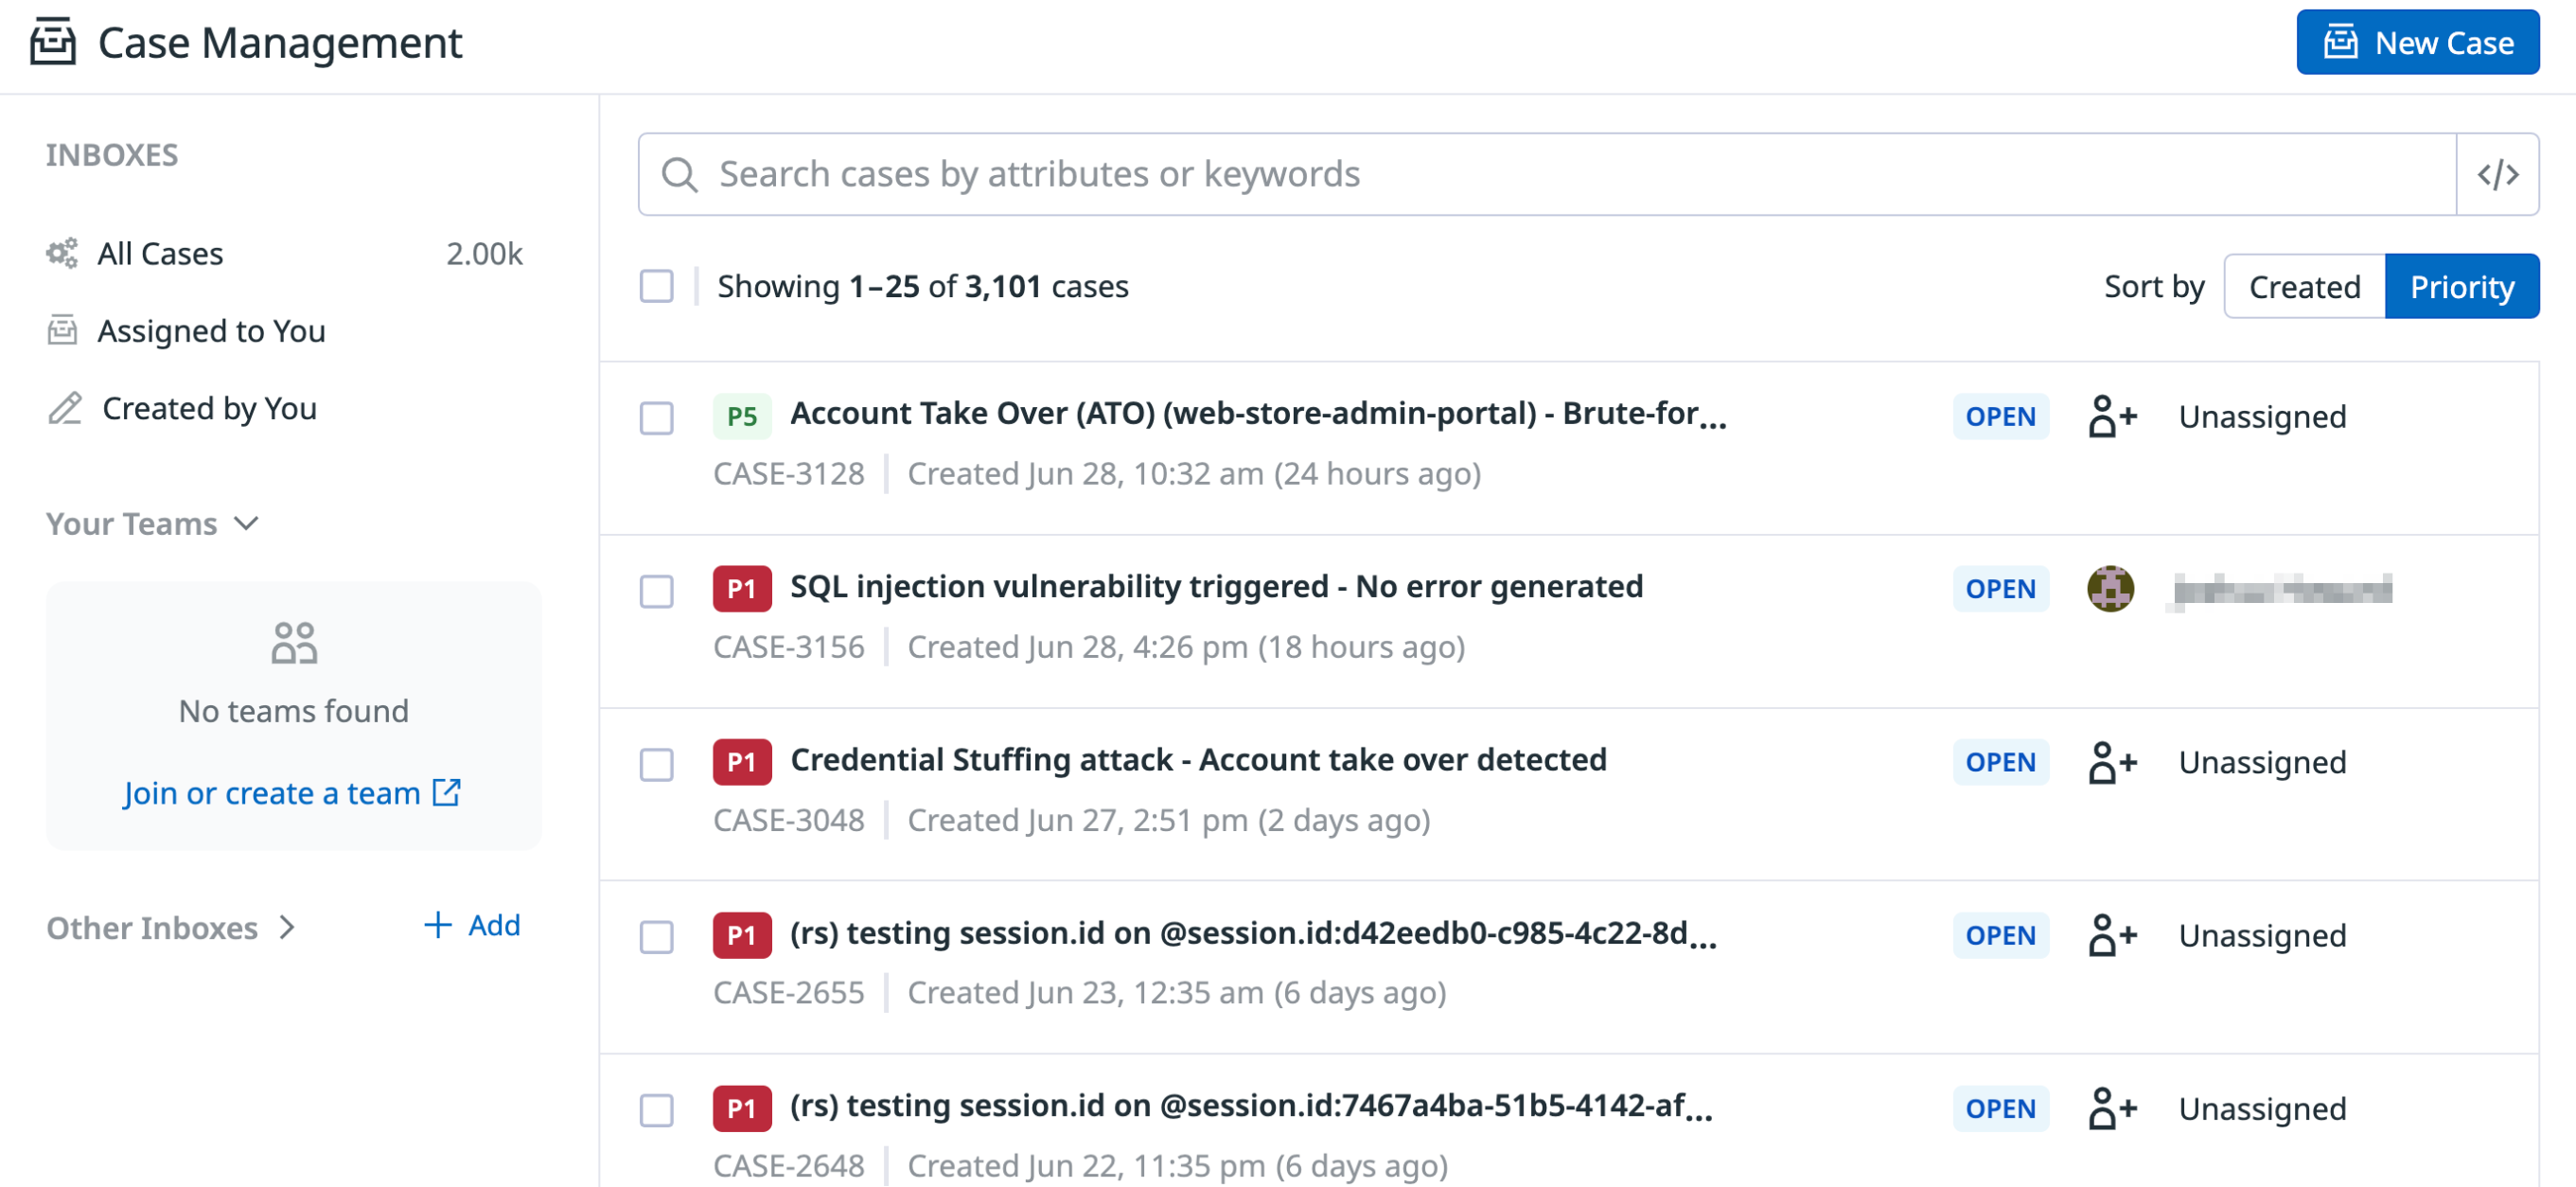 Case Management
New Case
INBOXES
All Cases 2.00k
Assigned to You
Created by You
Your Teams
No teams found
Join or create a team
Other Inboxes + Add
Search cases by attributes or keywords </>
Showing 1–25 of 3,101 cases
Sort by Created Priority
P5 Account Take Over (ATO) (web-store-admin-portal) - Brute-for... OPEN Unassigned
CASE-3128 Created Jun 28, 10:32 am (24 hours ago)
P1 SQL injection vulnerability triggered - No error generated OPEN
CASE-3156 Created Jun 28, 4:26 pm (18 hours ago)
P1 Credential Stuffing attack - Account take over detected OPEN Unassigned
CASE-3048 Created Jun 27, 2:51 pm (2 days ago)
P1 (rs) testing session.id on @session.id:d42eedb0-c985-4c22-8d... OPEN Unassigned
CASE-2655 Created Jun 23, 12:35 am (6 days ago)
P1 (rs) testing session.id on @session.id:7467a4ba-51b5-4142-af... OPEN Unassigned
CASE-2648 Created Jun 22, 11:35 pm (6 days ago)